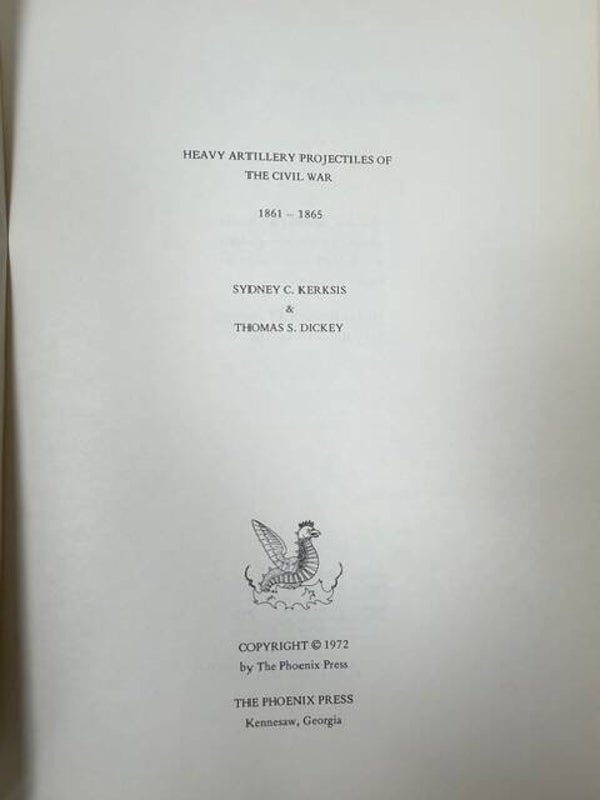 HEAVY ARTILLERY PROJECTILES OF
THE CIVIL WAR
1861 – 1865
SYDNEY C. KERKSIS
&
THOMAS S. DICKEY
COPYRIGHT © 1972
by The Phoenix Press
THE PHOENIX PRESS
Kennesaw, Georgia